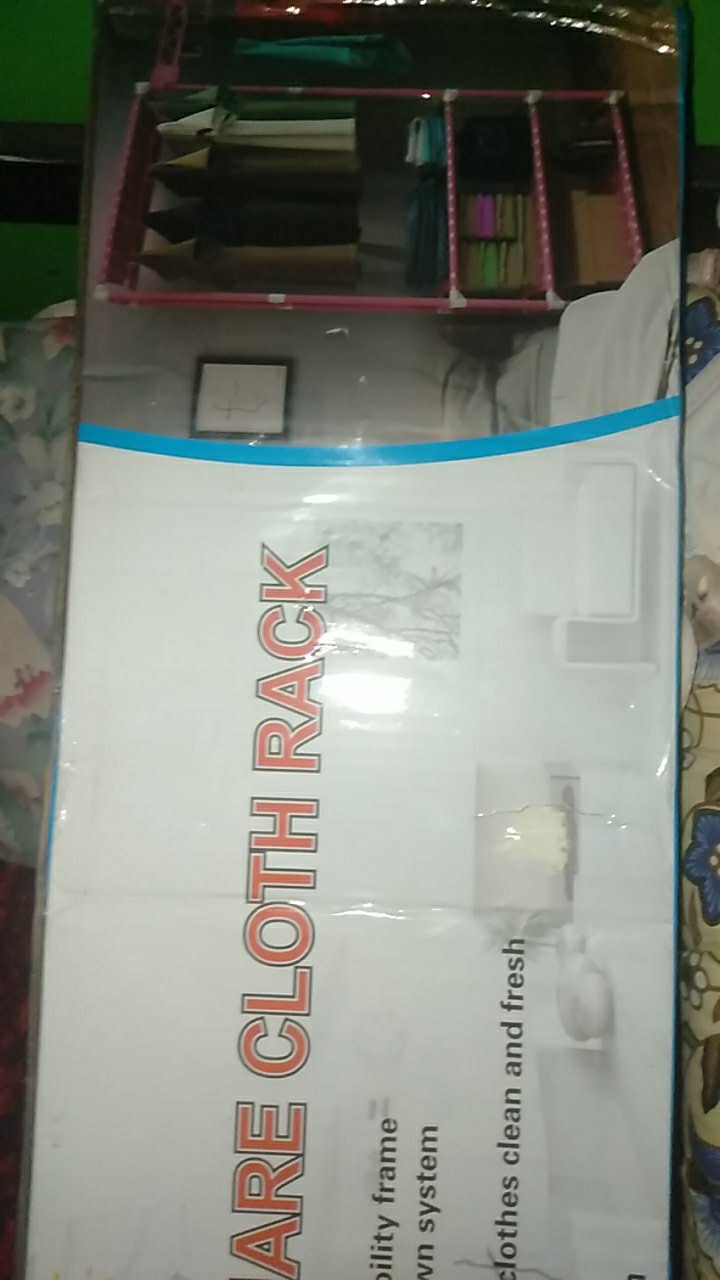 ARE CLOTH RACK
bility frame
wn system
clothes clean and fresh